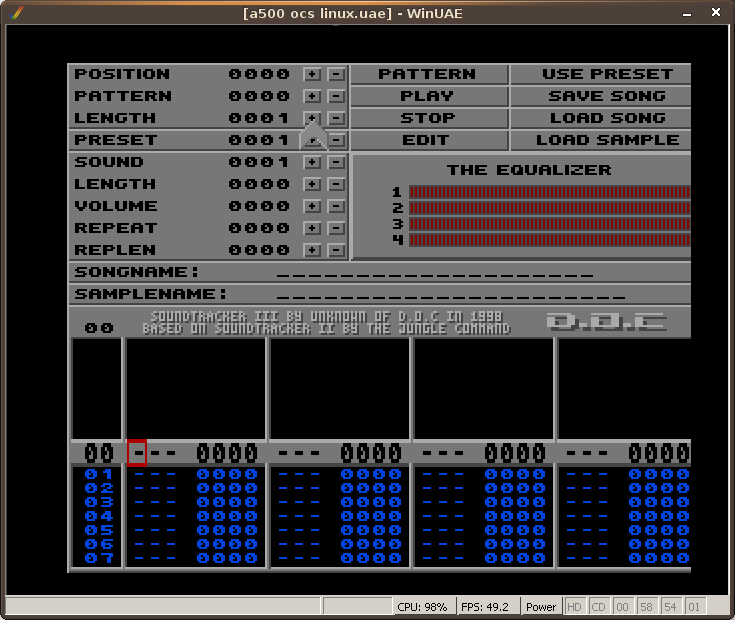 [a500 ocs linux.uae] - WinUAE
POSITION 0000 + - PATTERN USE PRESET
PATTERN 0000 + - PLAY SAVE SONG
LENGTH 0001 + - STOP LOAD SONG
PRESET 0001 + - EDIT LOAD SAMPLE
SOUND 0001 + -
LENGTH 0000 + - THE EQUALIZER
VOLUME 0000 + - 1
REPEAT 0000 + - 2
REPLEN 0000 + - 3
4
SONGNAME: ______________________
SAMPLENAME: ______________________
00 SOUNDTRACKER III BY UNKNOWN OF D.O.C IN 1990 D.O.C
BASED ON SOUNDTRACKER II BY THE JUNGLE COMMAND
00 --- 0000 --- 0000 --- 0000 --- 0000
01 --- 0000 --- 0000 --- 0000 --- 0000
02 --- 0000 --- 0000 --- 0000 --- 0000
03 --- 0000 --- 0000 --- 0000 --- 0000
04 --- 0000 --- 0000 --- 0000 --- 0000
05 --- 0000 --- 0000 --- 0000 --- 0000
06 --- 0000 --- 0000 --- 0000 --- 0000
07 --- 0000 --- 0000 --- 0000 --- 0000
CPU: 98% FPS: 49.2 Power HD CD 00 58 54 01